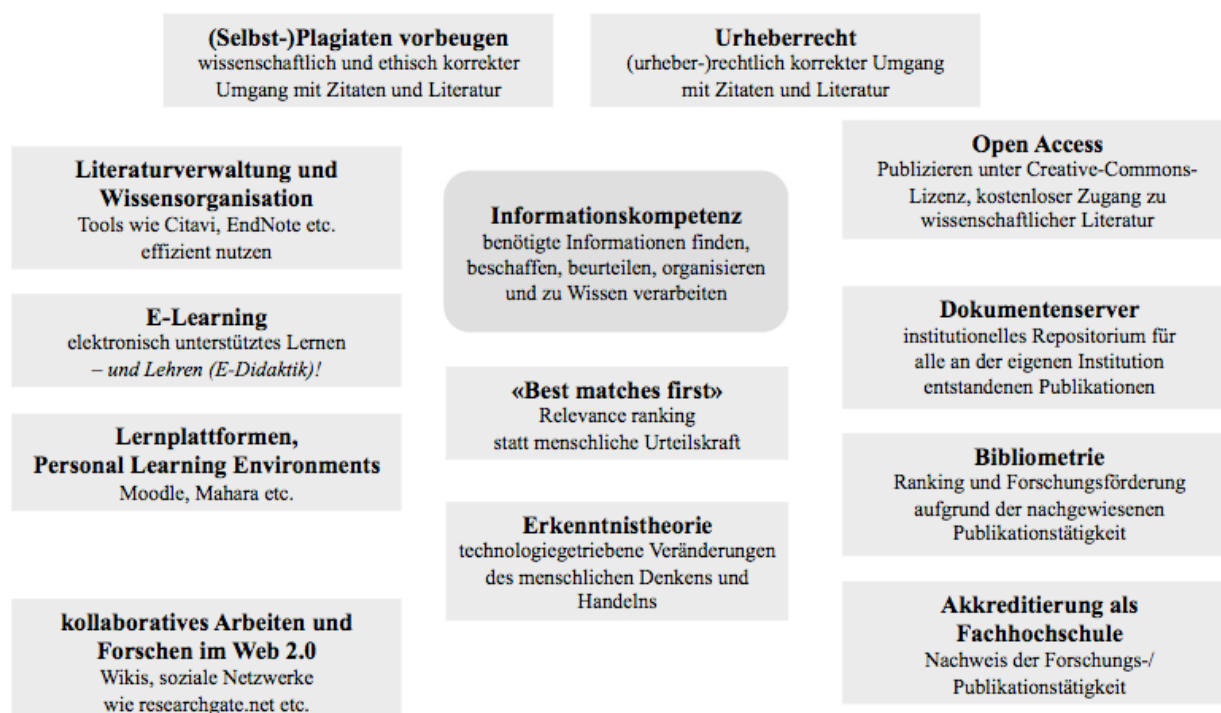 (Selbst-)Plagiaten vorbeugen
wissenschaftlich und ethisch korrekter
Umgang mit Zitaten und Literatur
Urheberrecht
(urheber-)rechtlich korrekter Umgang
mit Zitaten und Literatur
Literaturverwaltung und
Wissensorganisation
Tools wie Citavi, EndNote etc.
effizient nutzen
E-Learning
elektronisch unterstütztes Lernen
– und Lehren (E-Didaktik)!
Lernplattformen,
Personal Learning Environments
Moodle, Mahara etc.
kollaboratives Arbeiten und
Forschen im Web 2.0
Wikis, soziale Netzwerke
wie researchgate.net etc.
Informationskompetenz
benötigte Informationen finden,
beschaffen, beurteilen, organisieren
und zu Wissen verarbeiten
«Best matches first»
Relevance ranking
statt menschliche Urteilskraft
Erkenntnistheorie
technologiegetriebene Veränderungen
des menschlichen Denkens und
Handelns
Open Access
Publizieren unter Creative-Commons-
Lizenz, kostenloser Zugang zu
wissenschaftlicher Literatur
Dokumentenserver
institutionelles Repositorium für
alle an der eigenen Institution
entstandenen Publikationen
Bibliometrie
Ranking und Forschungsförderung
aufgrund der nachgewiesenen
Publikationstätigkeit
Akkreditierung als
Fachhochschule
Nachweis der Forschungs-/
Publikationstätigkeit